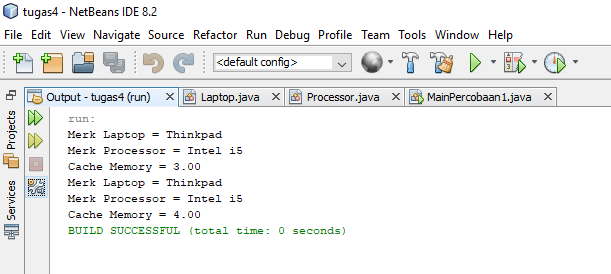 tugas4 - NetBeans IDE 8.2
File Edit View Navigate Source Refactor Run Debug Profile Team Tools Window Help
<default config>
Output - tugas4 (run) Laptop.java Processor.java MainPercobaan1.java
Projects
Services
run:
Merk Laptop = Thinkpad
Merk Processor = Intel i5
Cache Memory = 3.00
Merk Laptop = Thinkpad
Merk Processor = Intel i5
Cache Memory = 4.00
BUILD SUCCESSFUL (total time: 0 seconds)